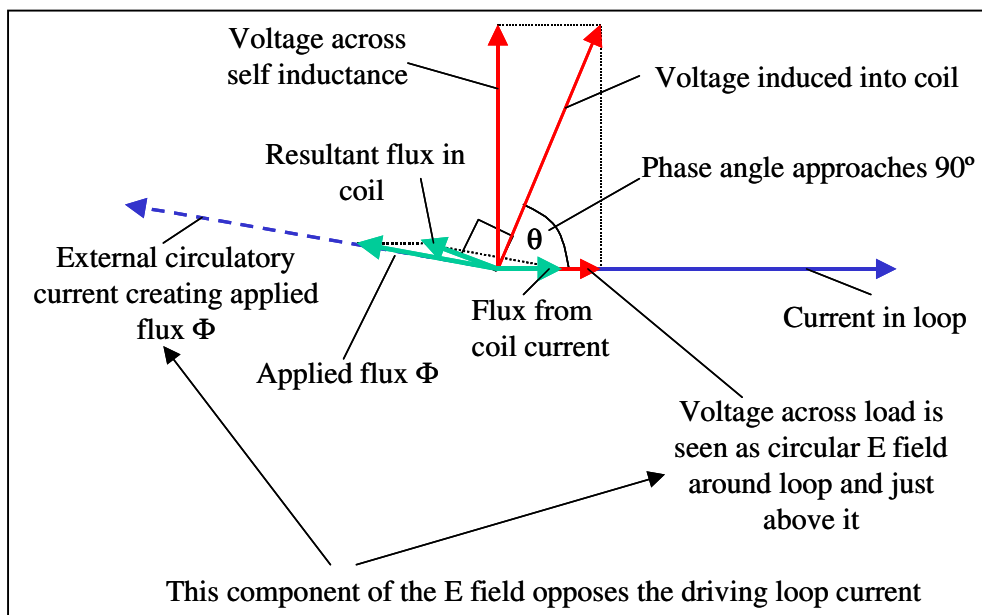 Voltage across
self inductance
Voltage induced into coil
Resultant flux in
coil
Phase angle approaches 90º
θ
External circulatory
current creating applied
flux Φ
Flux from
coil current
Current in loop
Applied flux Φ
Voltage across load is
seen as circular E field
around loop and just
above it
This component of the E field opposes the driving loop current